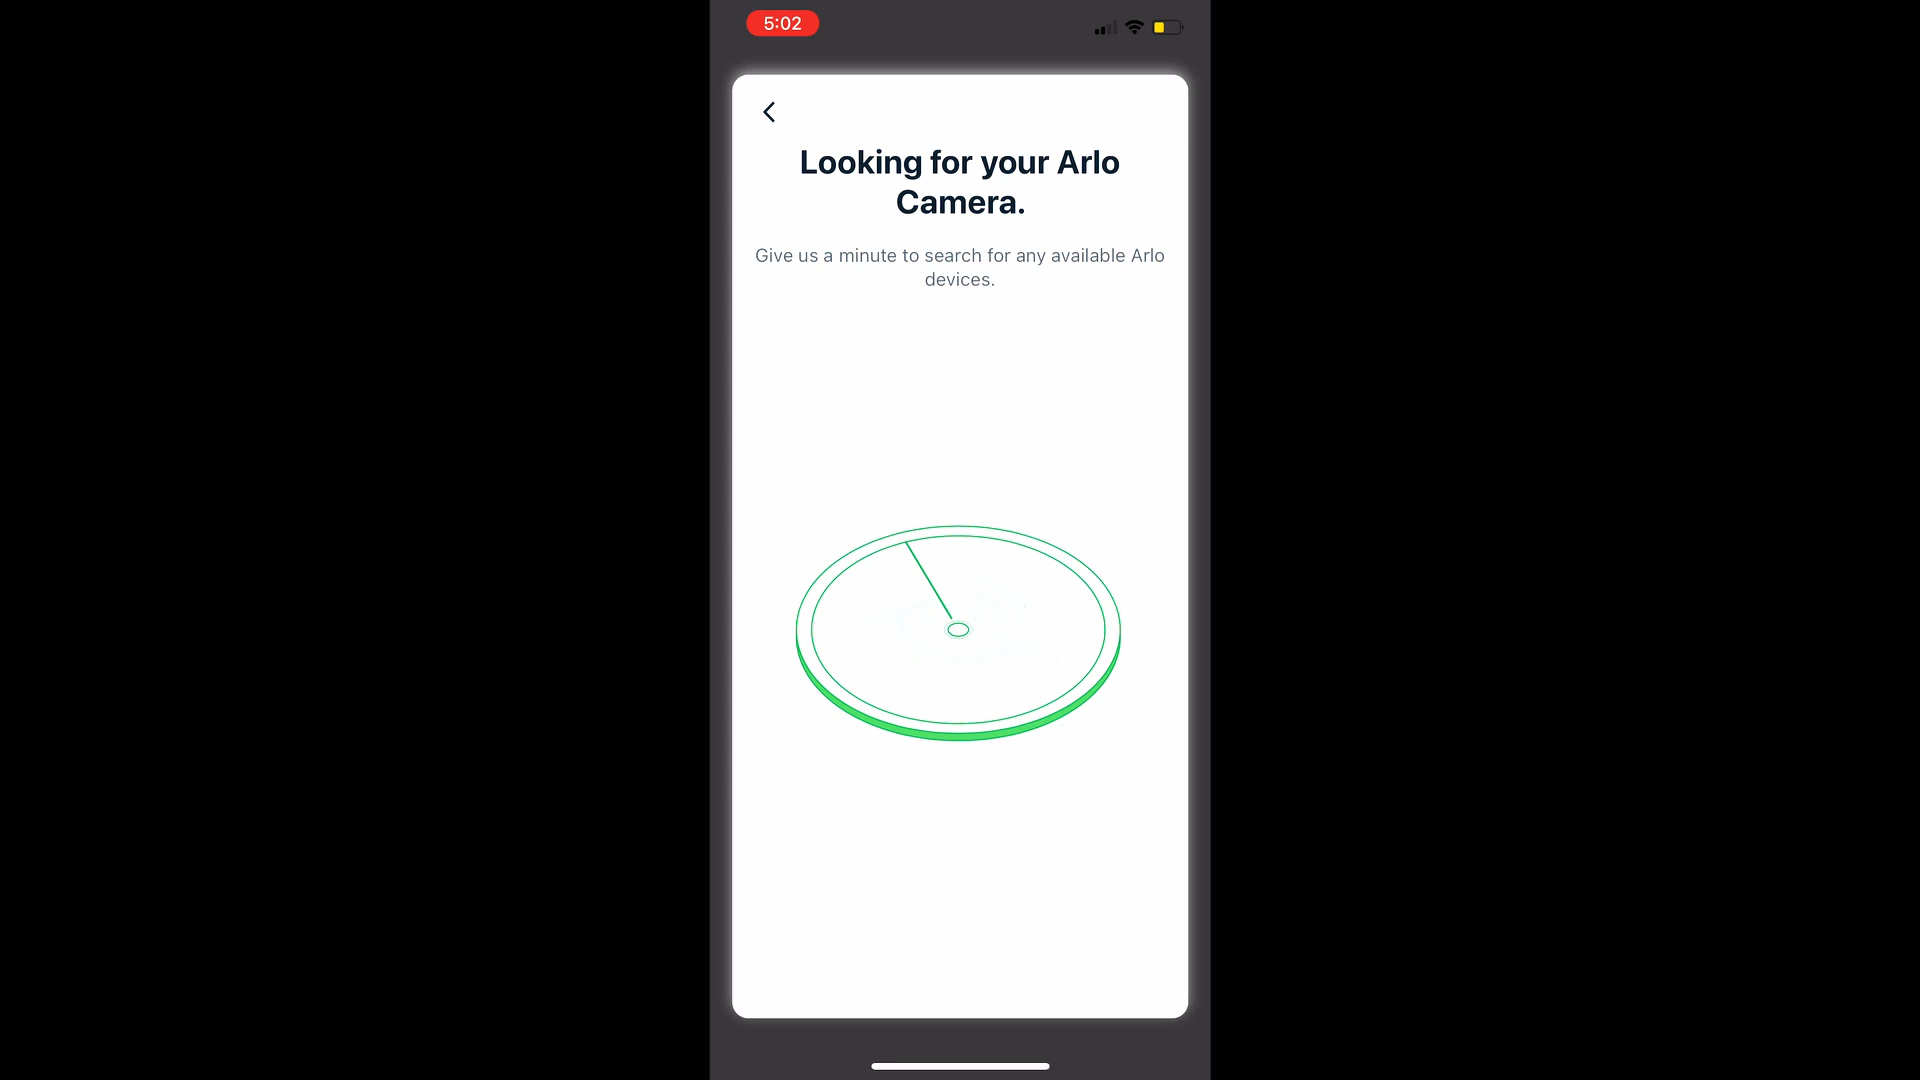 5:02
Looking for your Arlo
Camera.
Give us a minute to search for any available Arlo
devices.